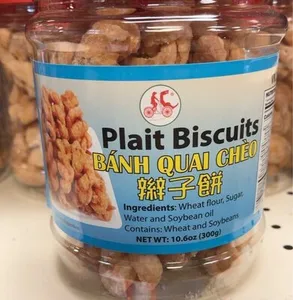 Plait Biscuits
BÁNH QUAI CHÈO
辮子餅
Ingredients: Wheat flour, Sugar,
Water and Soybean oil
Contains: Wheat and Soybeans
NET WT: 10.6oz (300g)